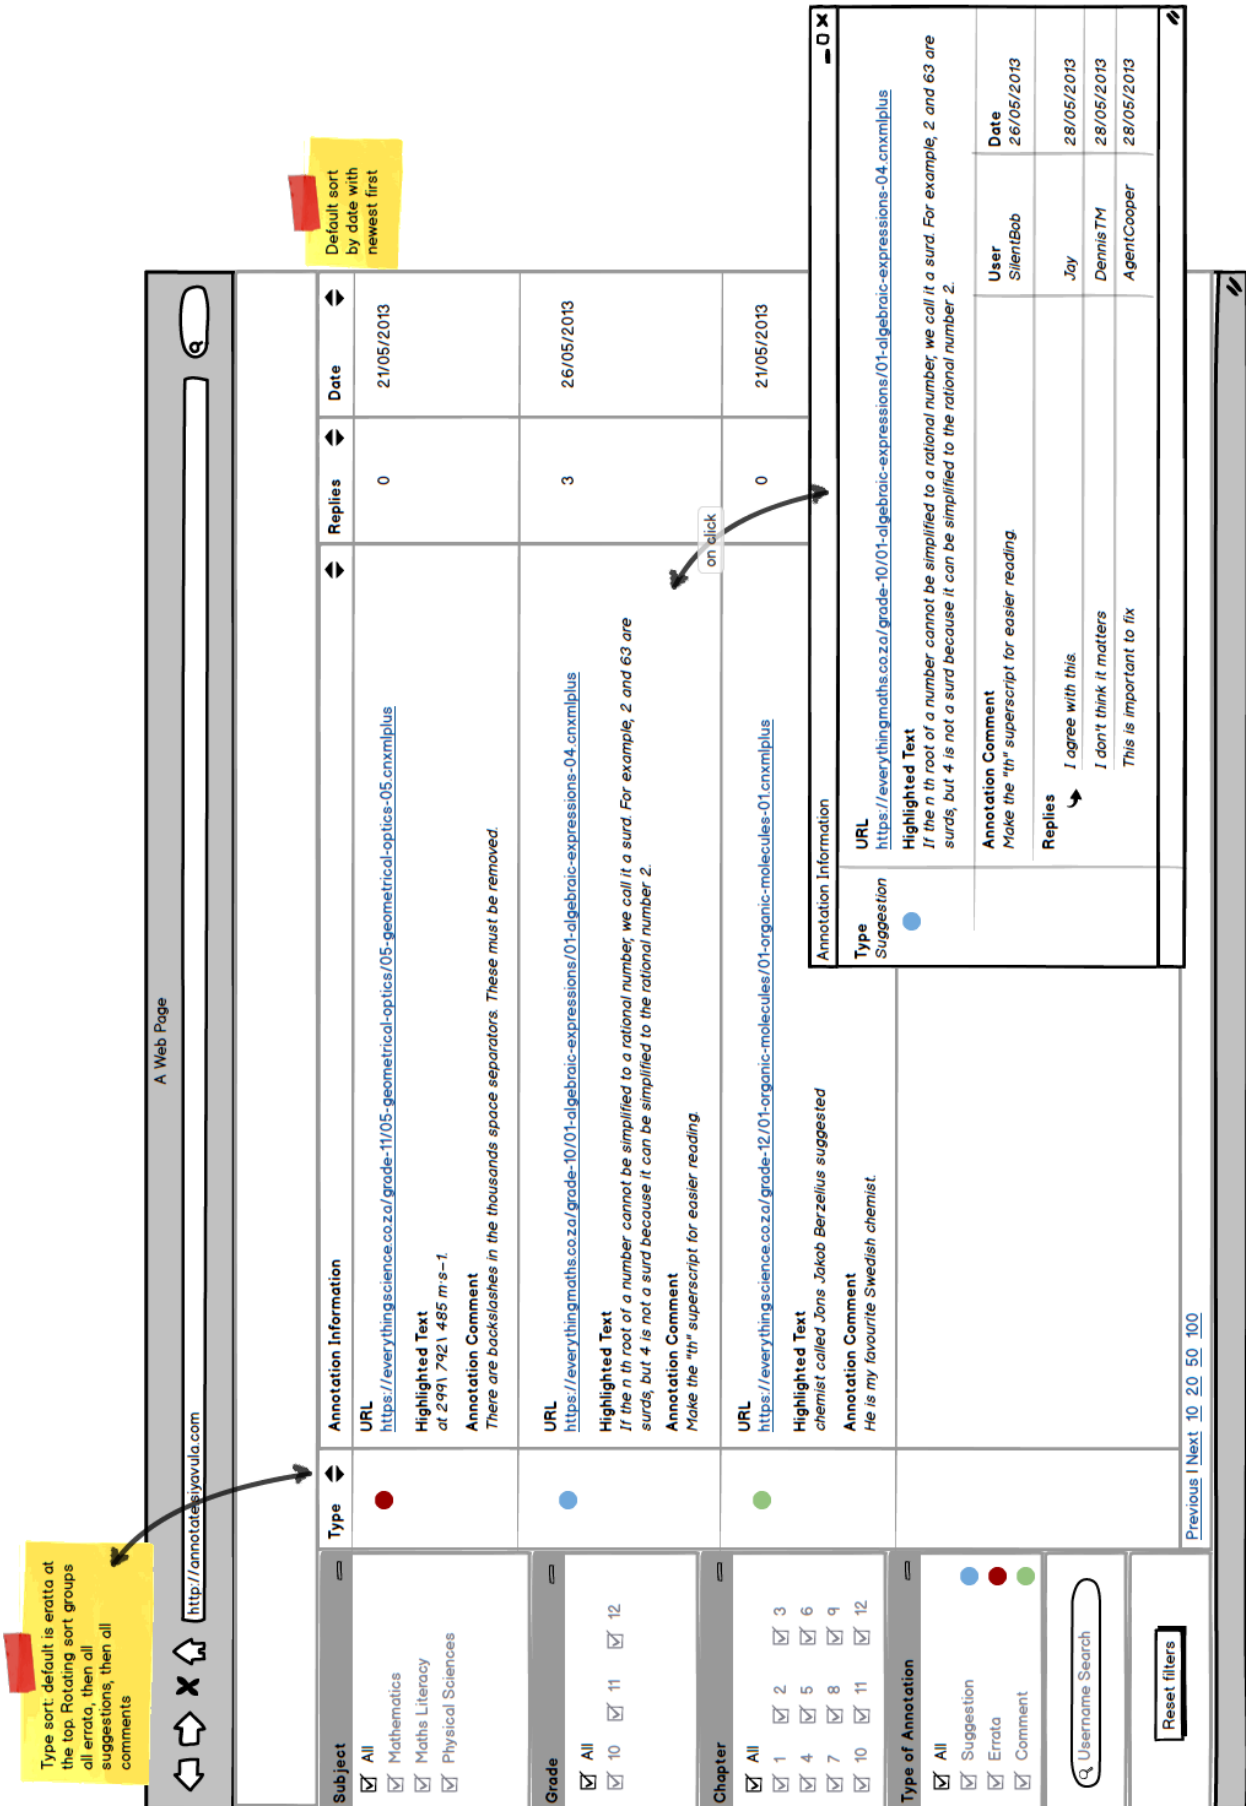 Type sort: default is eratta at
the top. Rotating sort groups
all errata, then all
suggestions, then all
comments
A Web Page
http://annotate.siyavula.com
Default sort
by date with
newest first
Subject
All
Mathematics
Maths Literacy
Physical Sciences
Grade
All
10 11 12
Chapter
All
1 2 3
4 5 6
7 8 9
10 11 12
Type of Annotation
All
Suggestion
Errata
Comment
Username Search
Reset filters
Type Annotation Information Replies Date
URL
https://everythingscience.co.za/grade-11/05-geometrical-optics/05-geometrical-optics-05.cnxmlplus
Highlighted Text
at 299\ 792\ 485 m·s−1.
Annotation Comment
There are backslashes in the thousands space separators. These must be removed.
0 21/05/2013
URL
https://everythingmaths.co.za/grade-10/01-algebraic-expressions/01-algebraic-expressions-04.cnxmlplus
Highlighted Text
If the n th root of a number cannot be simplified to a rational number, we call it a surd. For example, 2 and 63 are
surds, but 4 is not a surd because it can be simplified to the rational number 2.
Annotation Comment
Make the "th" superscript for easier reading.
3 26/05/2013
on click
URL
https://everythingscience.co.za/grade-12/01-organic-molecules/01-organic-molecules-01.cnxmlplus
Highlighted Text
chemist called Jons Jakob Berzelius suggested
Annotation Comment
He is my favourite Swedish chemist.
0 21/05/2013
Previous | Next 10 20 50 100
Annotation Information
Type
Suggestion
URL
https://everythingmaths.co.za/grade-10/01-algebraic-expressions/01-algebraic-expressions-04.cnxmlplus
Highlighted Text
If the n th root of a number cannot be simplified to a rational number, we call it a surd. For example, 2 and 63 are
surds, but 4 is not a surd because it can be simplified to the rational number 2.
Annotation Comment User Date
Make the "th" superscript for easier reading. SilentBob 26/05/2013
Replies
I agree with this. Jay 28/05/2013
I don't think it matters DennisTM 28/05/2013
This is important to fix AgentCooper 28/05/2013